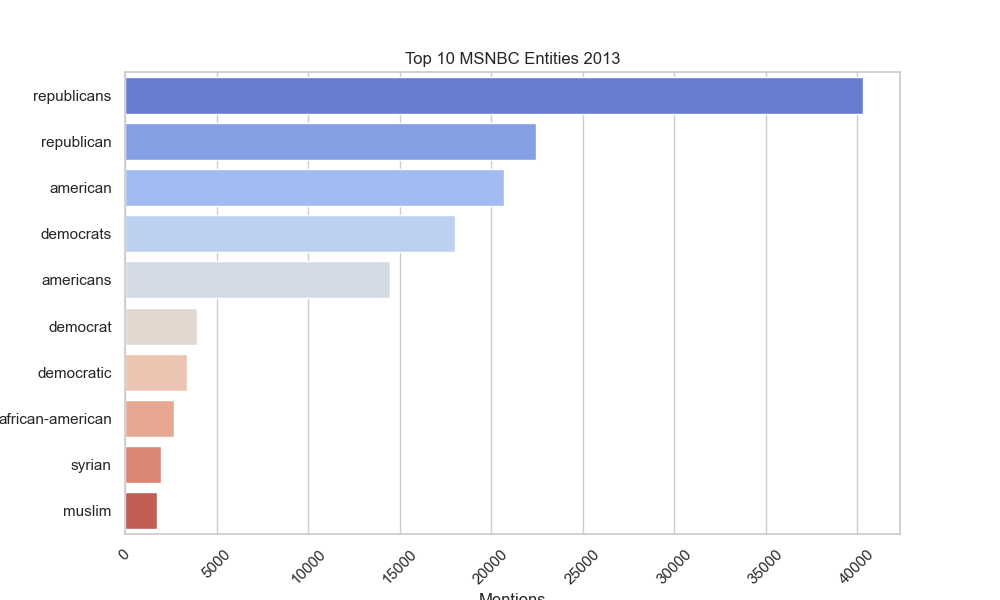 Top 10 MSNBC Entities 2013
republicans
republican
american
democrats
americans
democrat
democratic
african-american
syrian
muslim
0
5000
10000
15000
20000
25000
30000
35000
40000
Mentions